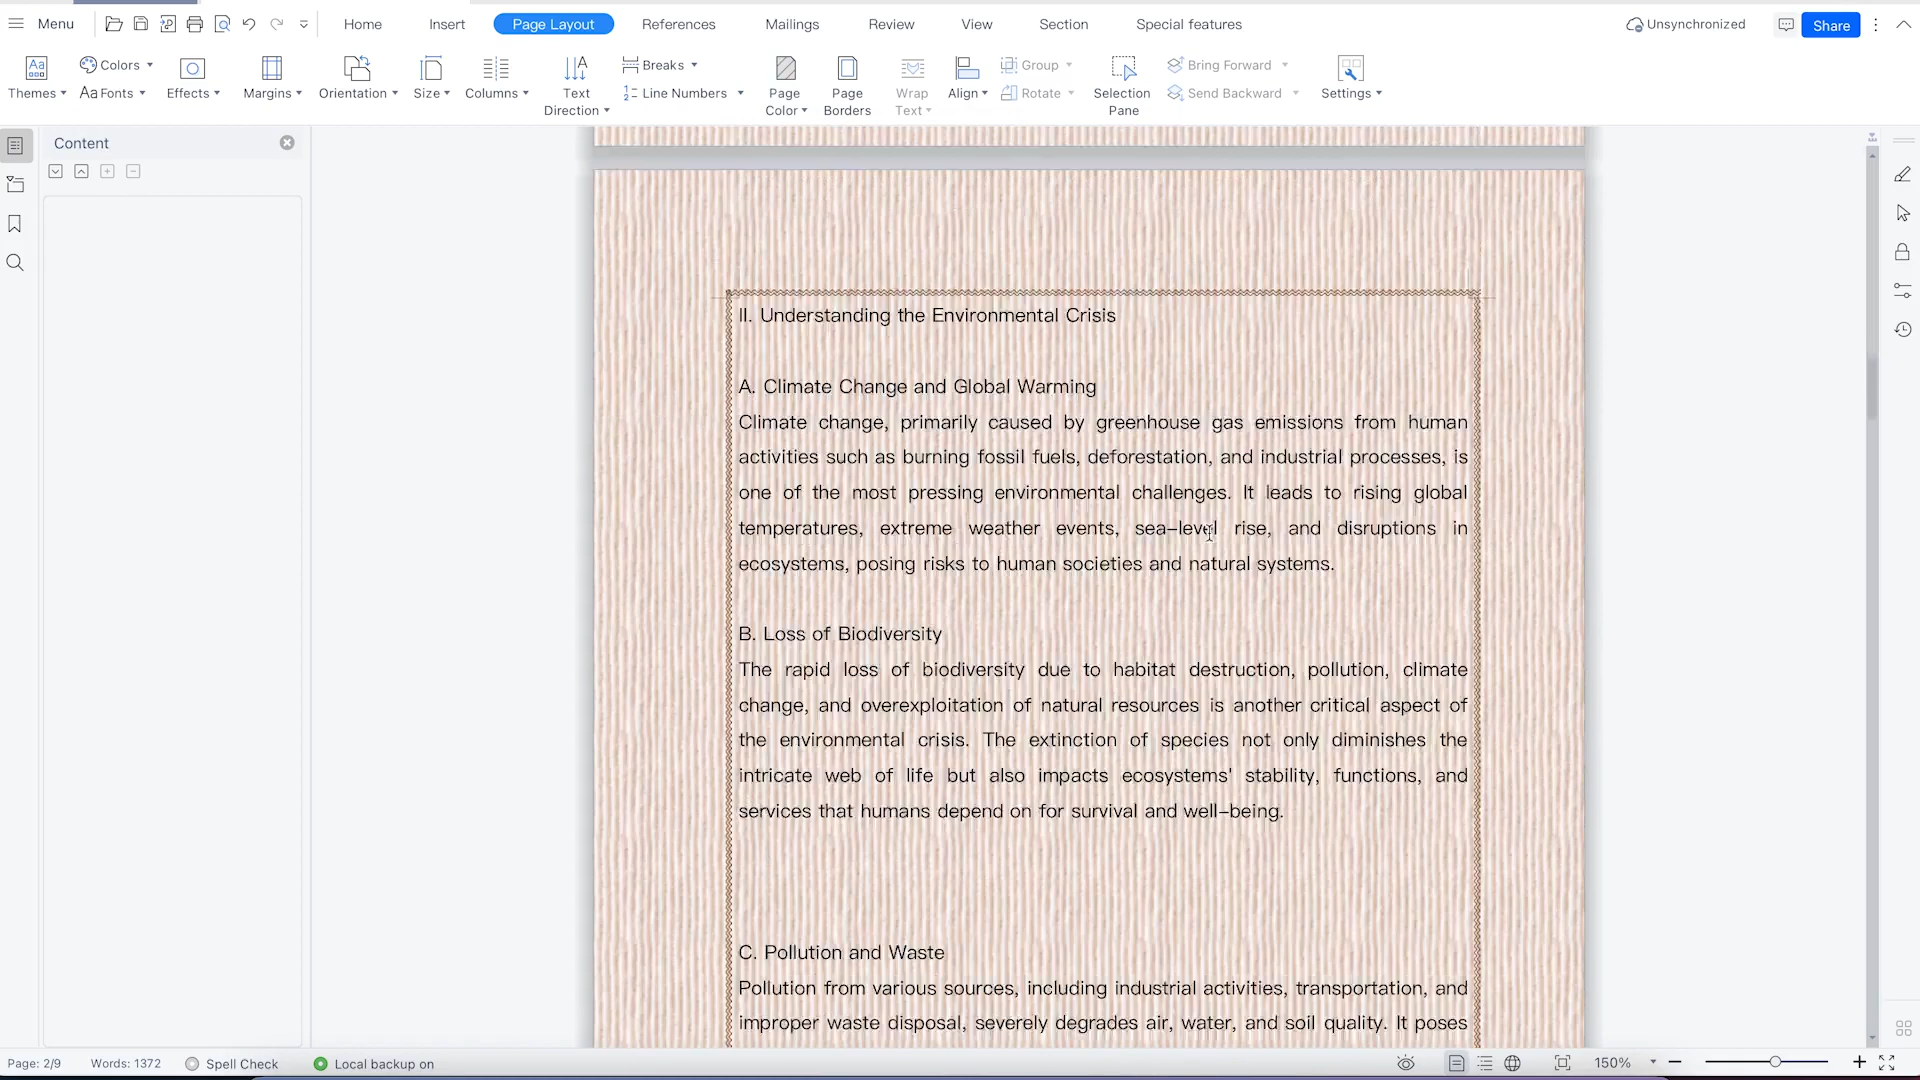 Menu
Home Insert Page Layout References Mailings Review View Section Special features
Unsynchronized Share
Themes Colors Aa Fonts Effects Margins Orientation Size Columns Text Direction Breaks Line Numbers Page Color Page Borders Wrap Text Align Group Rotate Selection Pane Bring Forward Send Backward Settings
Content
II. Understanding the Environmental Crisis
A. Climate Change and Global Warming
Climate change, primarily caused by greenhouse gas emissions from human
activities such as burning fossil fuels, deforestation, and industrial processes, is
one of the most pressing environmental challenges. It leads to rising global
temperatures, extreme weather events, sea-level rise, and disruptions in
ecosystems, posing risks to human societies and natural systems.
B. Loss of Biodiversity
The rapid loss of biodiversity due to habitat destruction, pollution, climate
change, and overexploitation of natural resources is another critical aspect of
the environmental crisis. The extinction of species not only diminishes the
intricate web of life but also impacts ecosystems' stability, functions, and
services that humans depend on for survival and well-being.
C. Pollution and Waste
Pollution from various sources, including industrial activities, transportation, and
improper waste disposal, severely degrades air, water, and soil quality. It poses
Page: 2/9 Words: 1372 Spell Check Local backup on 150%